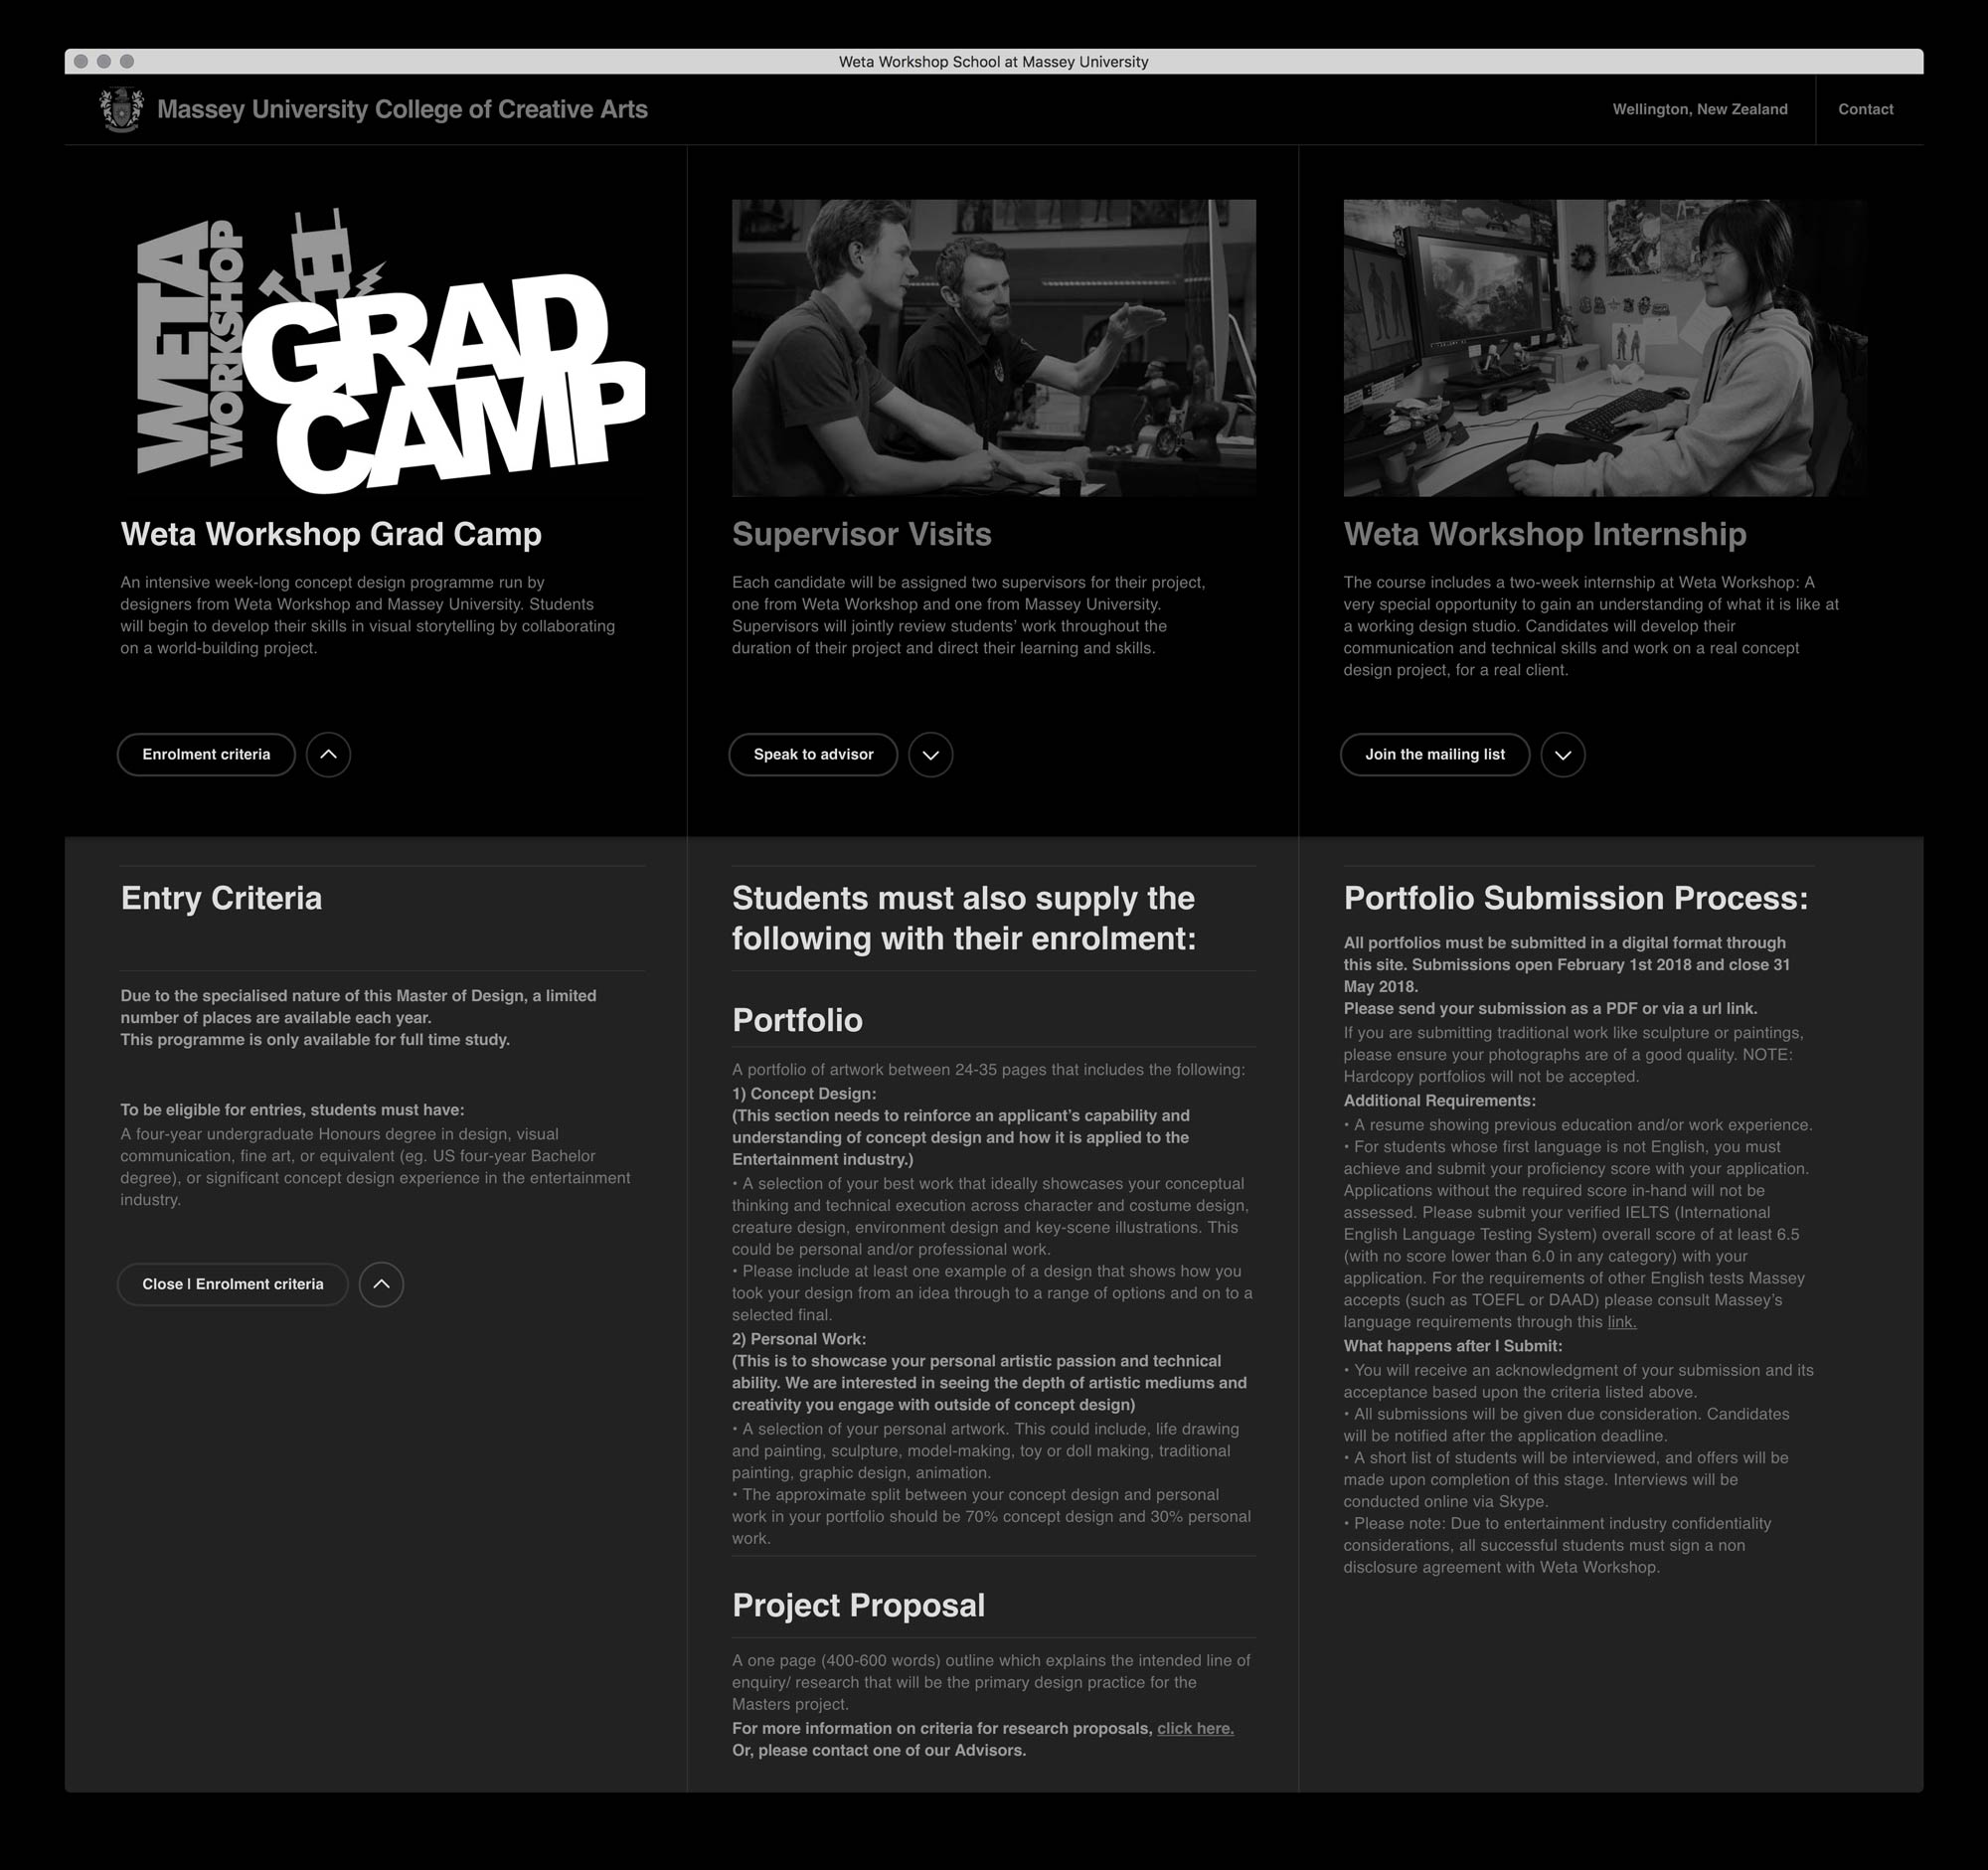 Weta Workshop School at Massey University
Massey University College of Creative Arts
Wellington, New Zealand
Contact
WETA
WORKSHOP
GRAD
CAMP
Weta Workshop Grad Camp
An intensive week-long concept design programme run by
designers from Weta Workshop and Massey University. Students
will begin to develop their skills in visual storytelling by collaborating
on a world-building project.
Enrolment criteria
Supervisor Visits
Each candidate will be assigned two supervisors for their project,
one from Weta Workshop and one from Massey University.
Supervisors will jointly review students’ work throughout the
duration of their project and direct their learning and skills.
Speak to advisor
Weta Workshop Internship
The course includes a two-week internship at Weta Workshop: A
very special opportunity to gain an understanding of what it is like at
a working design studio. Candidates will develop their
communication and technical skills and work on a real concept
design project, for a real client.
Join the mailing list
Entry Criteria
Due to the specialised nature of this Master of Design, a limited
number of places are available each year.
This programme is only available for full time study.
To be eligible for entries, students must have:
A four-year undergraduate Honours degree in design, visual
communication, fine art, or equivalent (eg. US four-year Bachelor
degree), or significant concept design experience in the entertainment
industry.
Close | Enrolment criteria
Students must also supply the
following with their enrolment:
Portfolio
A portfolio of artwork between 24-35 pages that includes the following:
1) Concept Design:
(This section needs to reinforce an applicant’s capability and
understanding of concept design and how it is applied to the
Entertainment industry.)
• A selection of your best work that ideally showcases your conceptual
thinking and technical execution across character and costume design,
creature design, environment design and key-scene illustrations. This
could be personal and/or professional work.
• Please include at least one example of a design that shows how you
took your design from an idea through to a range of options and on to a
selected final.
2) Personal Work:
(This is to showcase your personal artistic passion and technical
ability. We are interested in seeing the depth of artistic mediums and
creativity you engage with outside of concept design)
• A selection of your personal artwork. This could include, life drawing
and painting, sculpture, model-making, toy or doll making, traditional
painting, graphic design, animation.
• The approximate split between your concept design and personal
work in your portfolio should be 70% concept design and 30% personal
work.
Project Proposal
A one page (400-600 words) outline which explains the intended line of
enquiry/ research that will be the primary design practice for the
Masters project.
For more information on criteria for research proposals, click here.
Or, please contact one of our Advisors.
Portfolio Submission Process:
All portfolios must be submitted in a digital format through
this site. Submissions open February 1st 2018 and close 31
May 2018.
Please send your submission as a PDF or via a url link.
If you are submitting traditional work like sculpture or paintings,
please ensure your photographs are of a good quality. NOTE:
Hardcopy portfolios will not be accepted.
Additional Requirements:
• A resume showing previous education and/or work experience.
• For students whose first language is not English, you must
achieve and submit your proficiency score with your application.
Applications without the required score in-hand will not be
assessed. Please submit your verified IELTS (International
English Language Testing System) overall score of at least 6.5
(with no score lower than 6.0 in any category) with your
application. For the requirements of other English tests Massey
accepts (such as TOEFL or DAAD) please consult Massey’s
language requirements through this link.
What happens after I Submit:
• You will receive an acknowledgment of your submission and its
acceptance based upon the criteria listed above.
• All submissions will be given due consideration. Candidates
will be notified after the application deadline.
• A short list of students will be interviewed, and offers will be
made upon completion of this stage. Interviews will be
conducted online via Skype.
• Please note: Due to entertainment industry confidentiality
considerations, all successful students must sign a non
disclosure agreement with Weta Workshop.